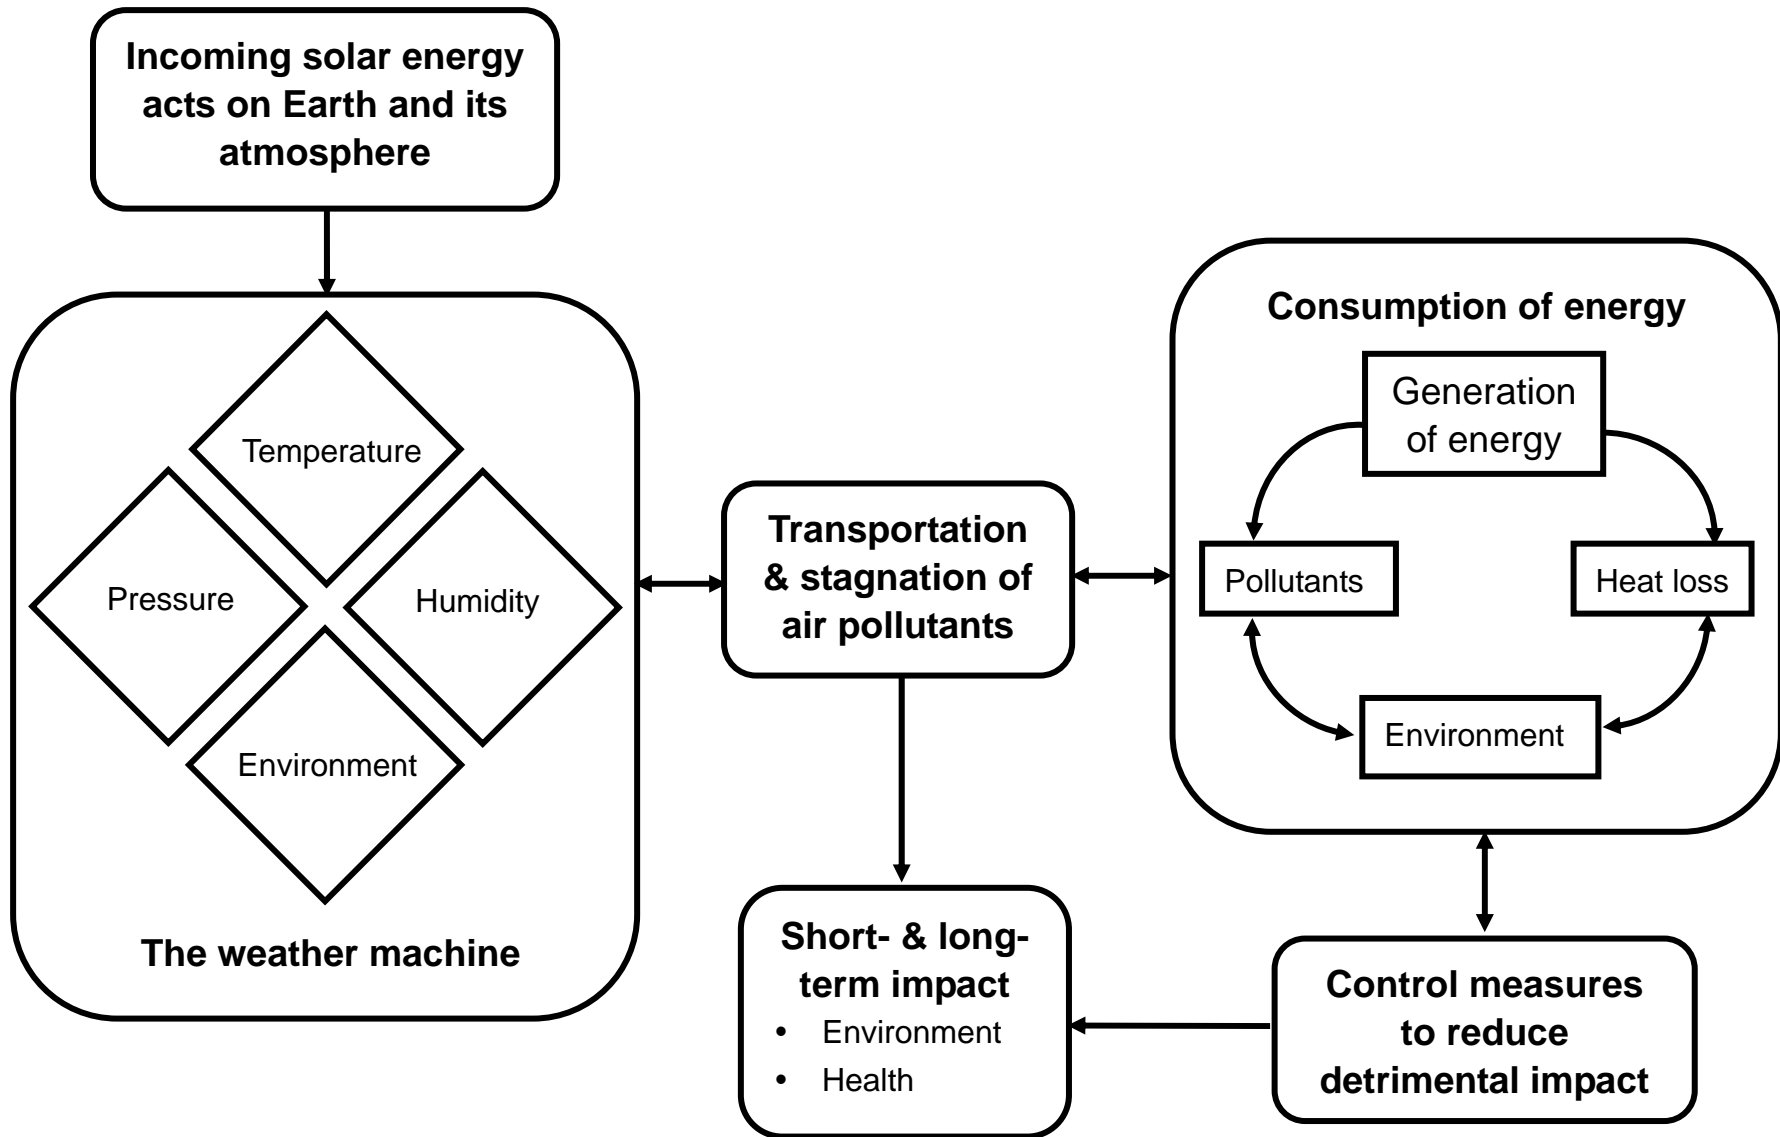 Incoming solar energy
acts on Earth and its
atmosphere
Temperature
Pressure
Humidity
Environment
The weather machine
Transportation
& stagnation of
air pollutants
Consumption of energy
Generation
of energy
Pollutants
Heat loss
Environment
Short- & long-
term impact
• Environment
• Health
Control measures
to reduce
detrimental impact